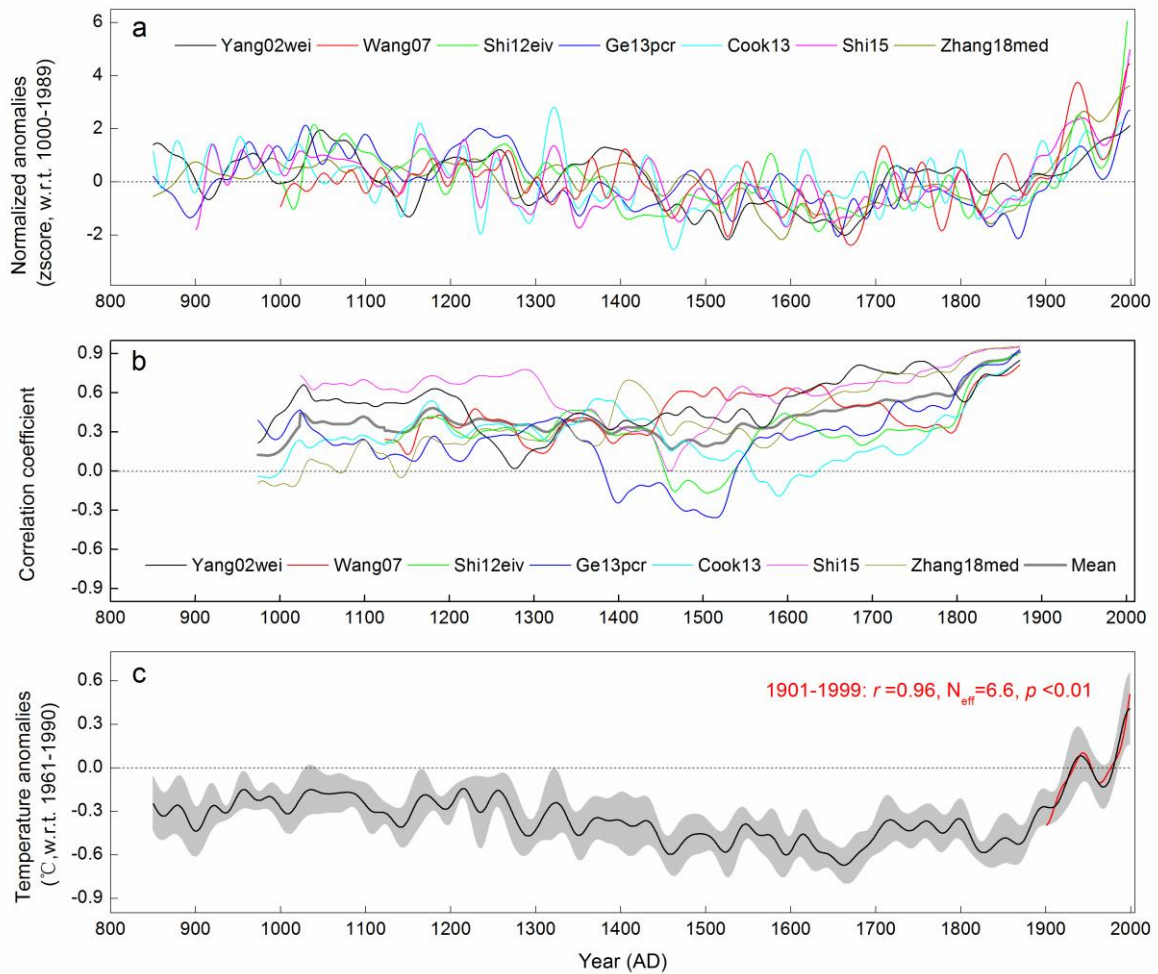 a
Yang02wei Wang07 Shi12eiv Ge13pcr Cook13 Shi15 Zhang18med
Normalized anomalies
(zscore, w.r.t. 1000-1989)
6
4
2
0
-2
800 900 1000 1100 1200 1300 1400 1500 1600 1700 1800 1900 2000
b
Correlation coefficient
0.9
0.6
0.3
0.0
-0.3
-0.6
-0.9
Yang02wei Wang07 Shi12eiv Ge13pcr Cook13 Shi15 Zhang18med Mean
800 900 1000 1100 1200 1300 1400 1500 1600 1700 1800 1900 2000
c
Temperature anomalies
(℃,w.r.t. 1961-1990)
0.6
0.3
0.0
-0.3
-0.6
-0.9
1901-1999: r =0.96, Neff=6.6, p <0.01
800 900 1000 1100 1200 1300 1400 1500 1600 1700 1800 1900 2000
Year (AD)